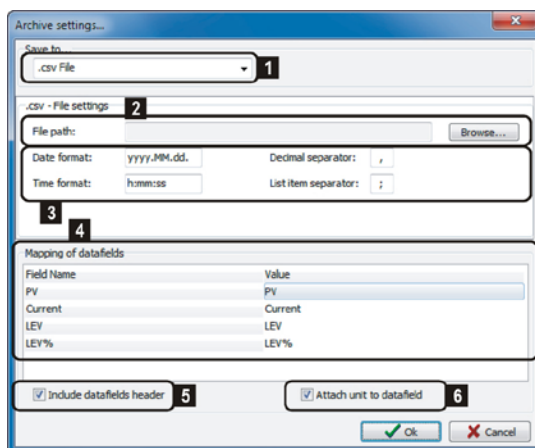 Archive settings...
Save to...
.csv File
1
.csv - File settings
2
File path:
Browse...
Date format: yyyy.MM.dd. Decimal separator: ,
Time format: h:mm:ss List item separator: ;
3
4
Mapping of datafields
Field Name Value
PV PV
Current Current
LEV LEV
LEV% LEV%
Include datafields header 5 Attach unit to datafield 6
Ok Cancel